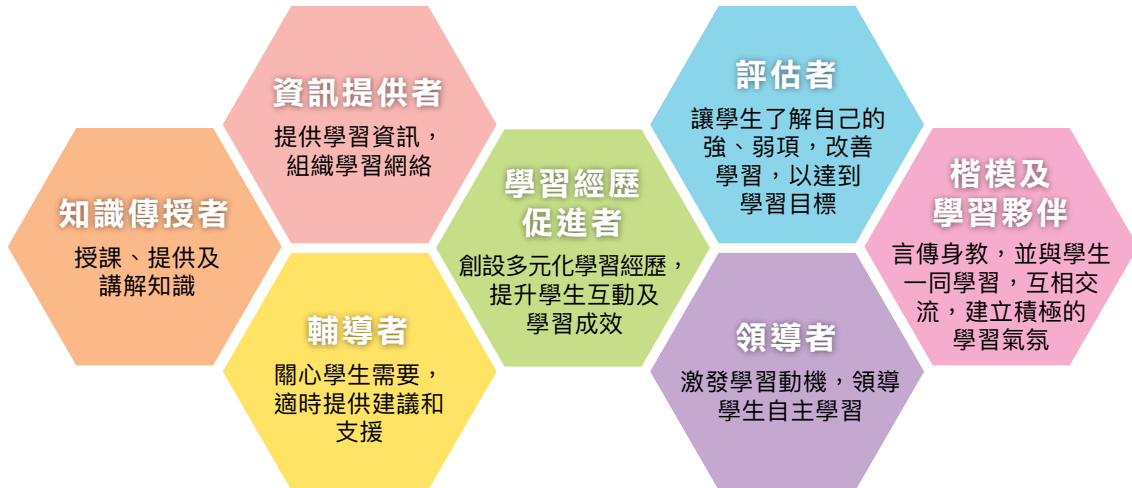 知識傳授者
授課、提供及
講解知識
資訊提供者
提供學習資訊，
組織學習網絡
輔導者
關心學生需要，
適時提供建議和
支援
學習經歷
促進者
創設多元化學習經歷，
提升學生互動及
學習成效
評估者
讓學生了解自己的
強、弱項，改善
學習，以達到
學習目標
領導者
激發學習動機，領導
學生自主學習
楷模及
學習夥伴
言傳身教，並與學生
一同學習，互相交
流，建立積極的
學習氣氛